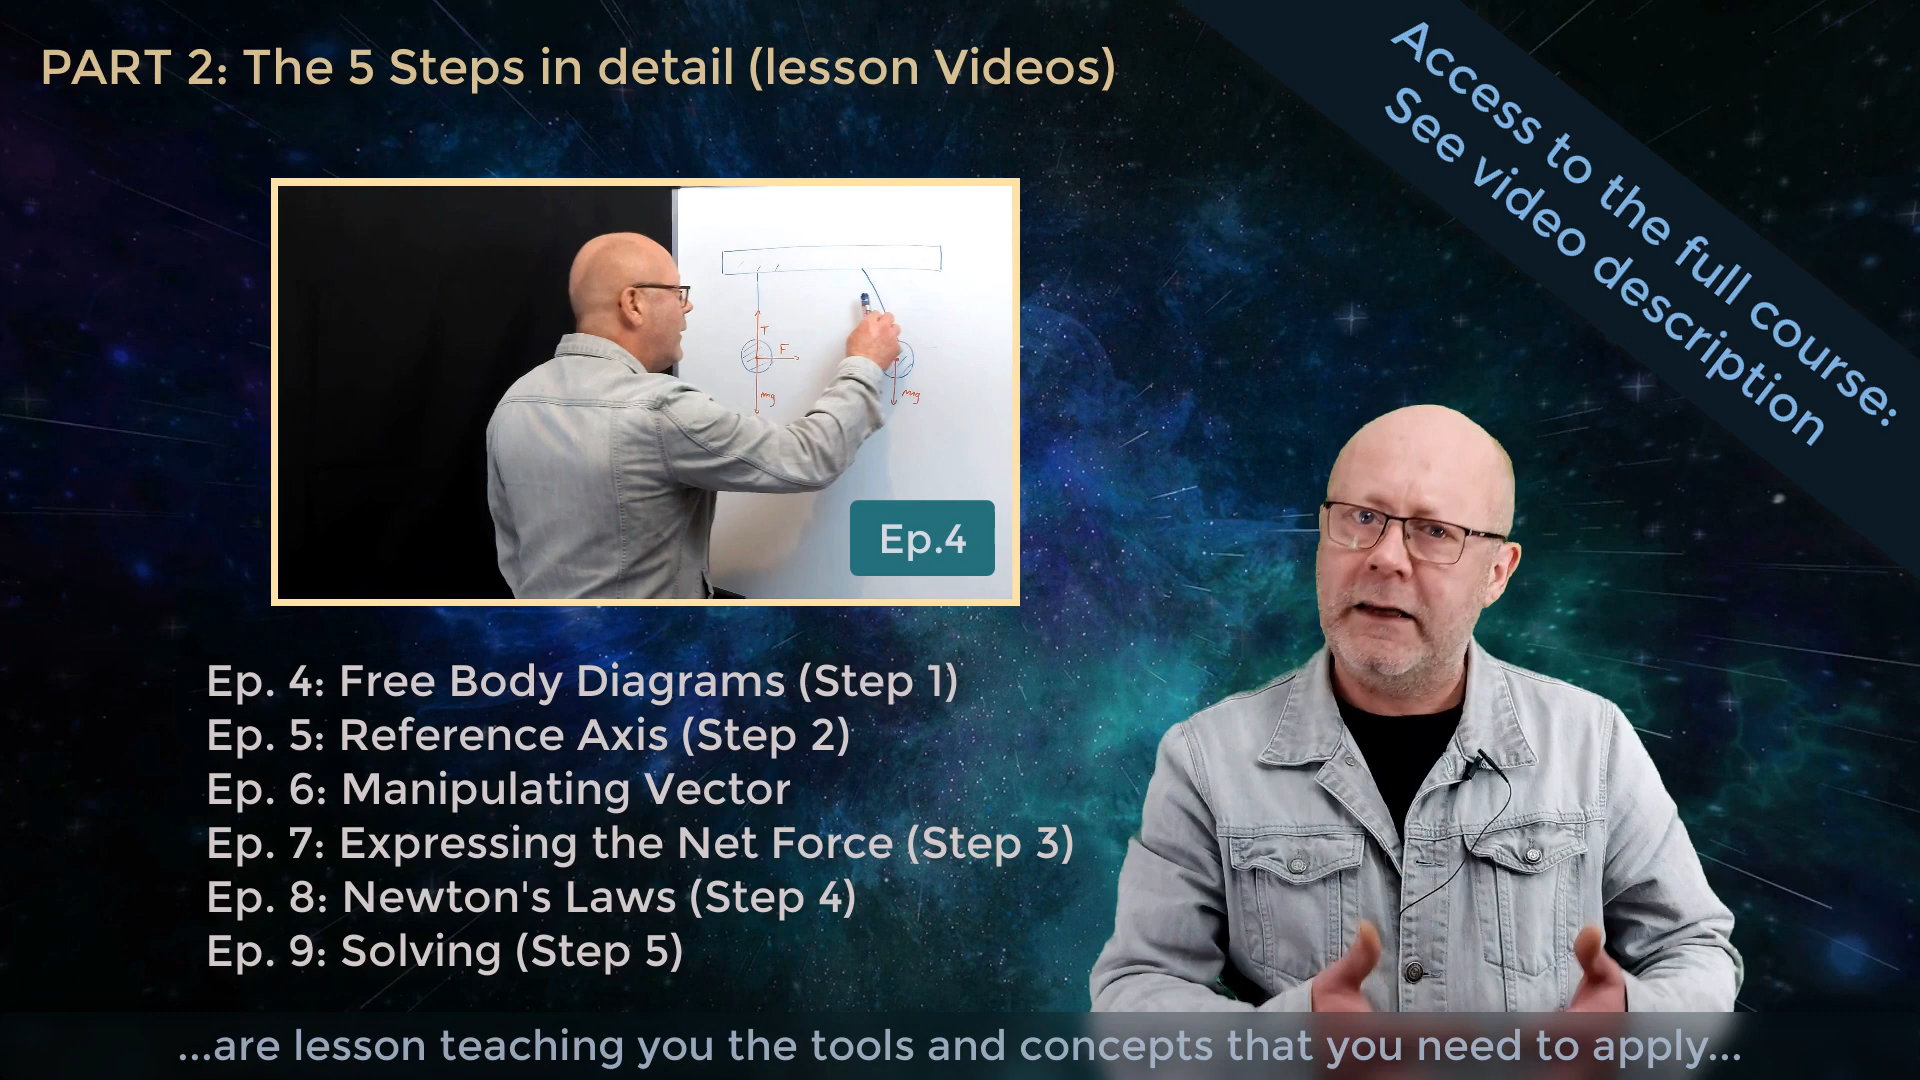 PART 2: The 5 Steps in detail (lesson Videos)
Access to the full course:
See video description
T
F
mg
mg
Ep.4
Ep. 4: Free Body Diagrams (Step 1)
Ep. 5: Reference Axis (Step 2)
Ep. 6: Manipulating Vector
Ep. 7: Expressing the Net Force (Step 3)
Ep. 8: Newton's Laws (Step 4)
Ep. 9: Solving (Step 5)
...are lesson teaching you the tools and concepts that you need to apply...